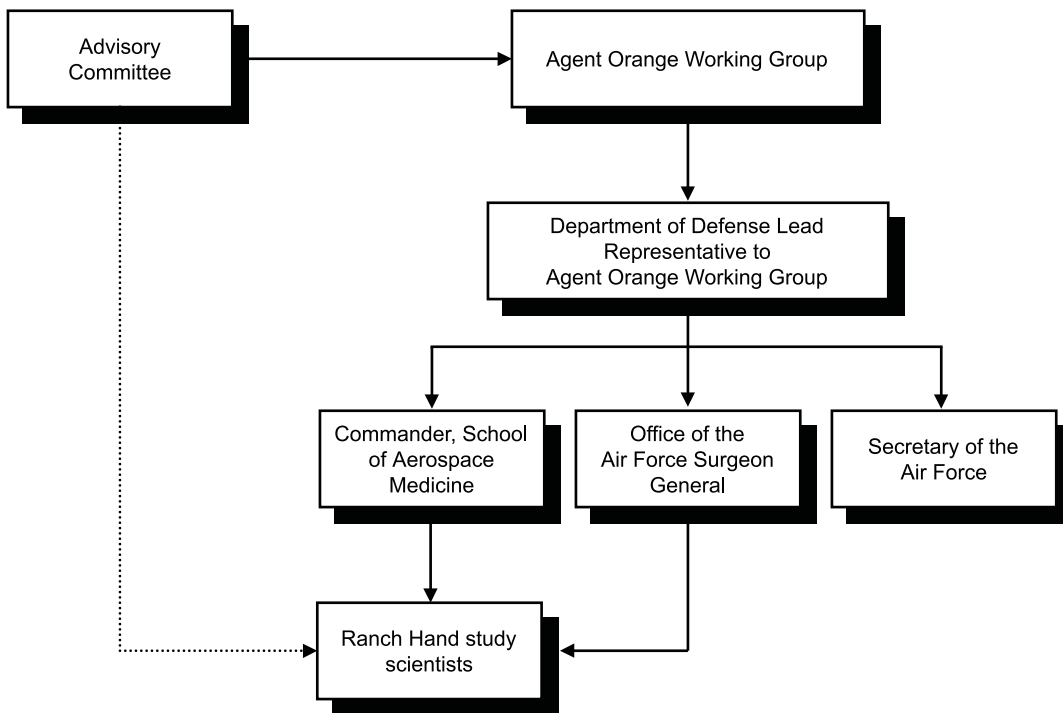 Advisory
Committee
Agent Orange Working Group
Department of Defense Lead
Representative to
Agent Orange Working Group
Commander, School
of Aerospace
Medicine
Office of the
Air Force Surgeon
General
Secretary of the
Air Force
Ranch Hand study
scientists